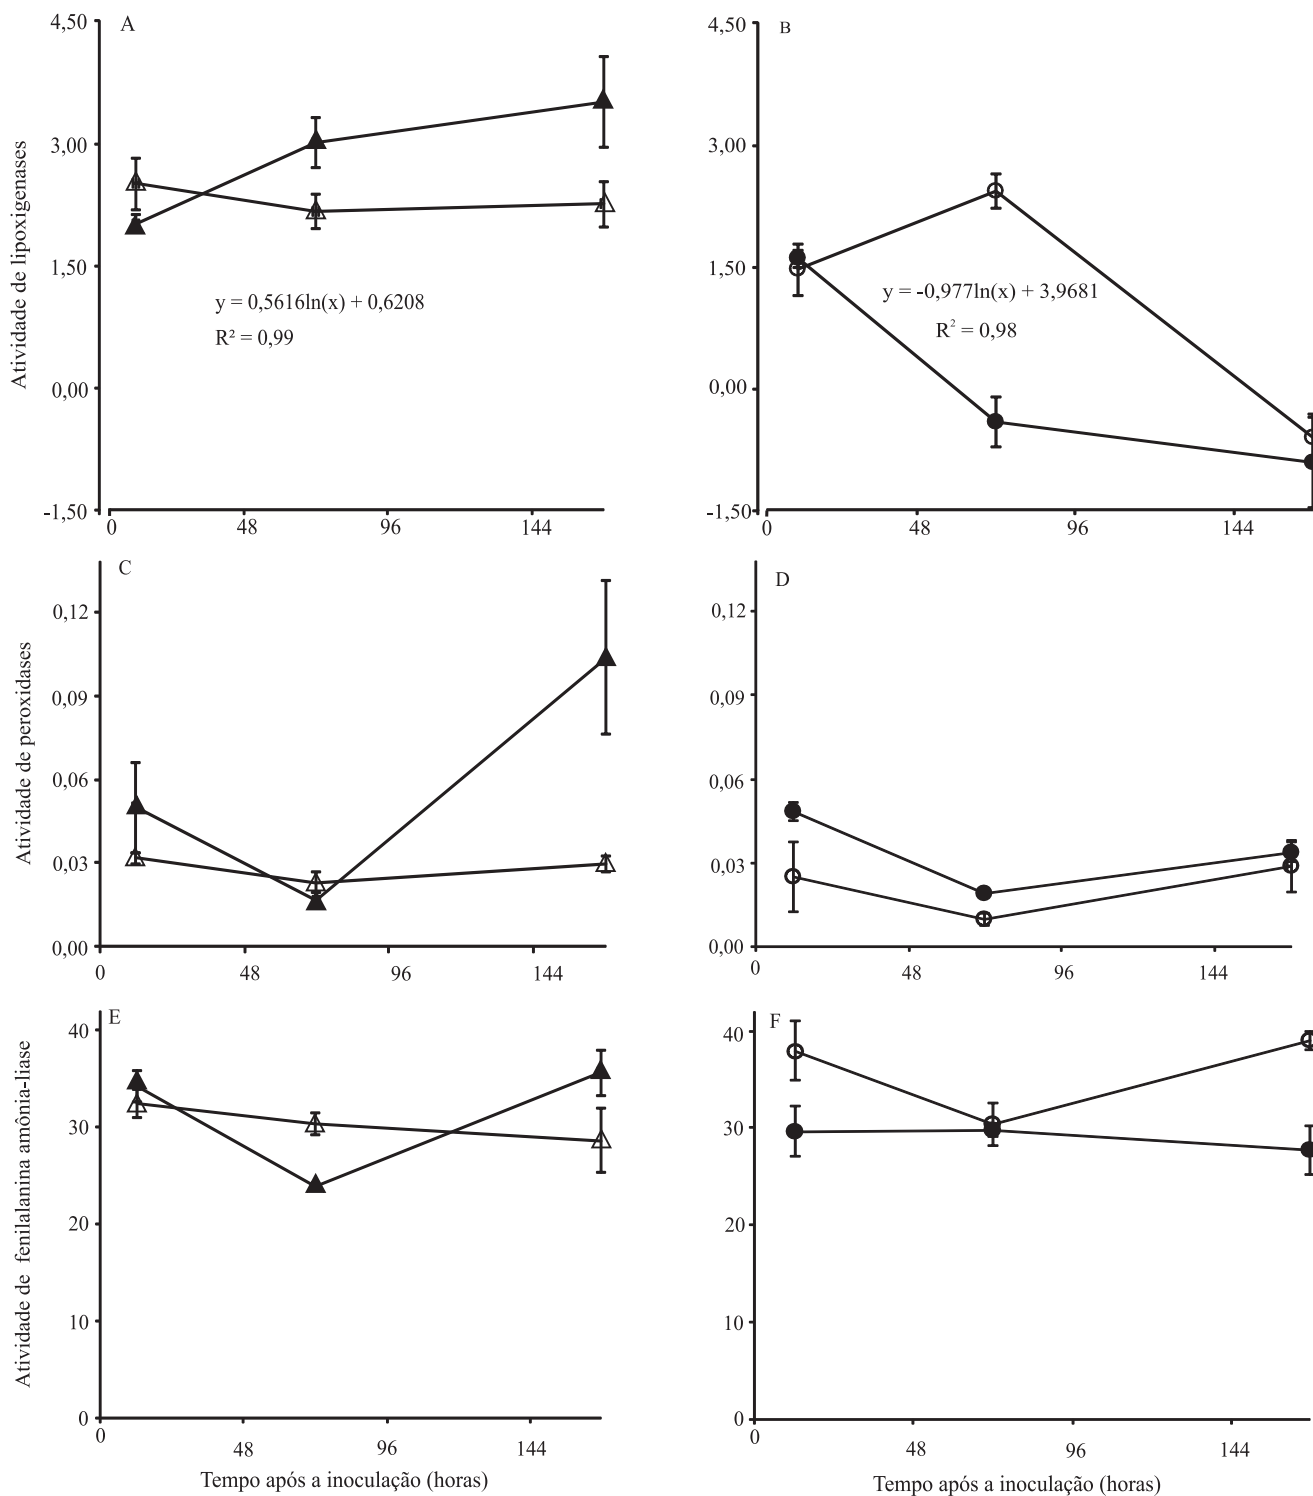 A
4,50
3,00
1,50
0,00
-1,50
Atividade de lipoxigenases
y = 0,5616ln(x) + 0,6208
R² = 0,99
0 48 96 144
B
4,50
3,00
1,50
0,00
-1,50
y = -0,977ln(x) + 3,9681
R² = 0,98
0 48 96 144
C
0,12
0,09
0,06
0,03
0,00
Atividade de peroxidases
0 48 96 144
D
0,12
0,09
0,06
0,03
0,00
0 48 96 144
E
40
30
20
10
0
Atividade de fenilalanina amônia-liase
0 48 96 144
Tempo após a inoculação (horas)
F
40
30
20
10
0
0 48 96 144
Tempo após a inoculação (horas)